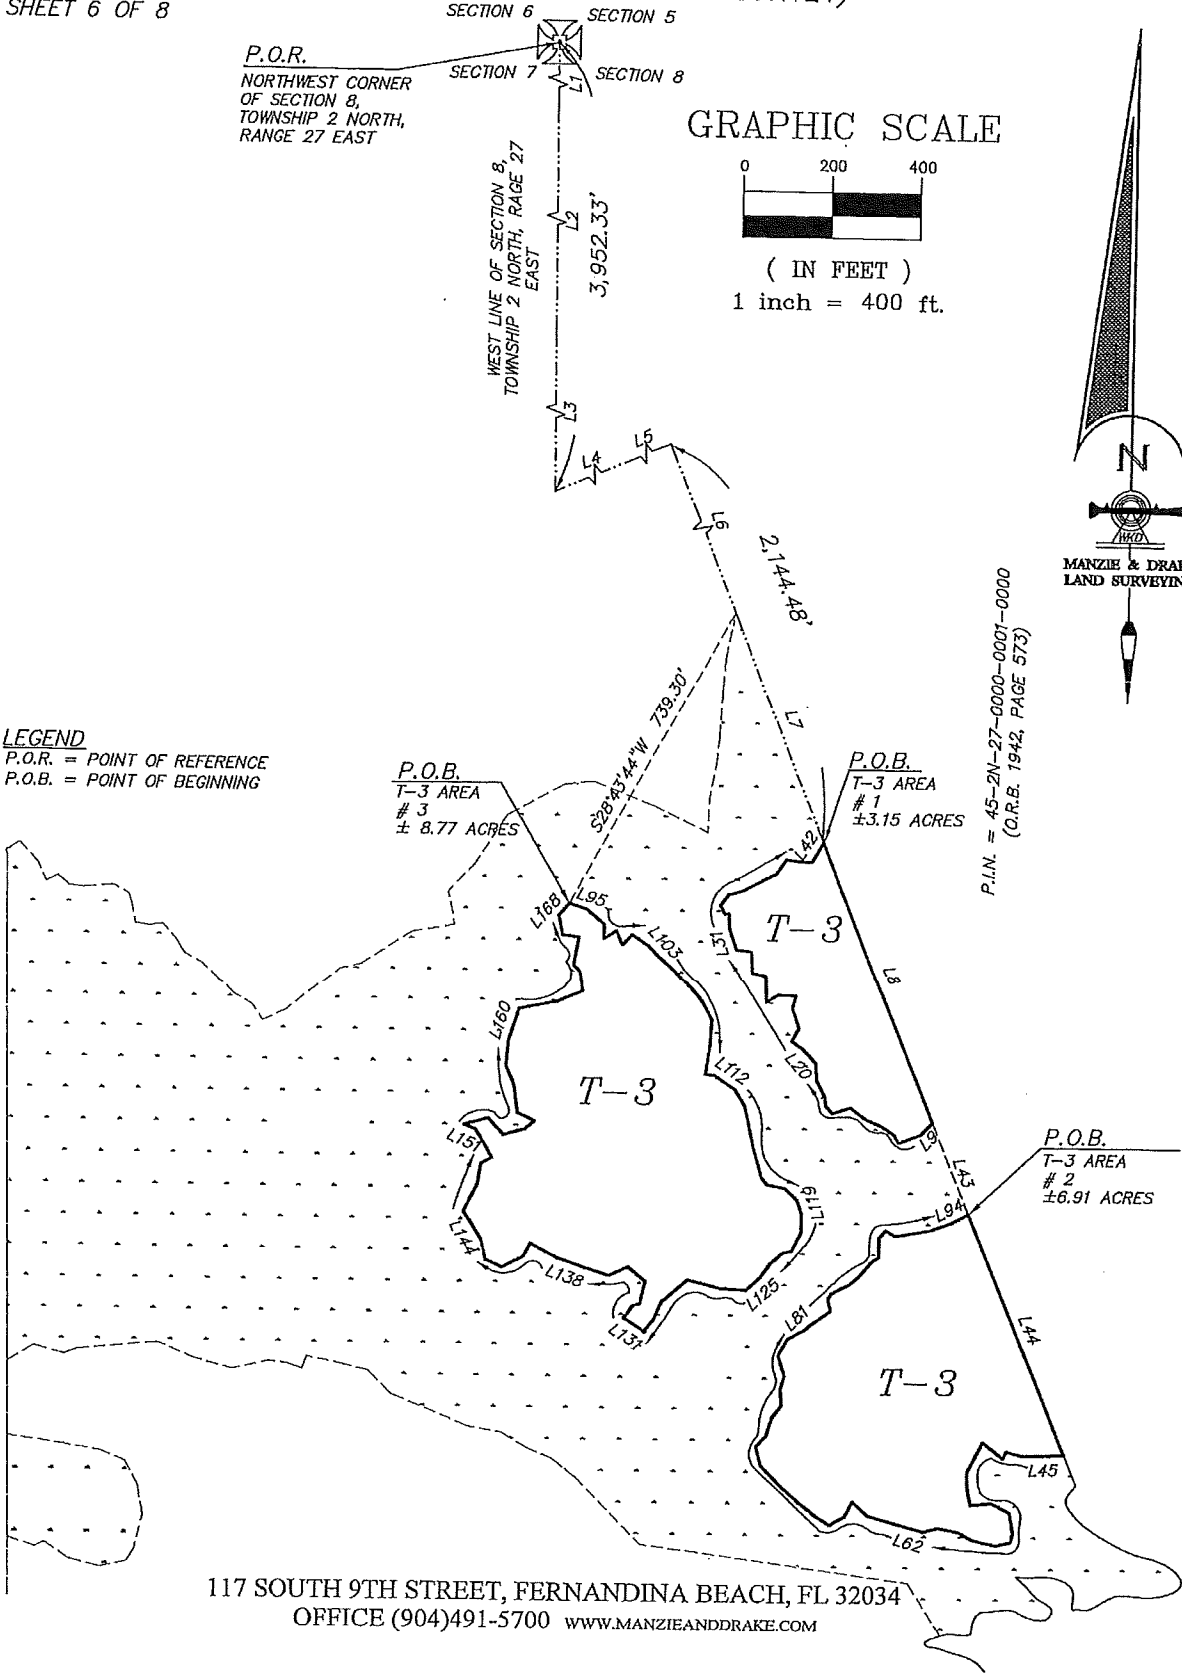 SHEET 6 OF 8
SECTION 6
SECTION 5
P.O.R.
NORTHWEST CORNER
OF SECTION 8,
TOWNSHIP 2 NORTH,
RANGE 27 EAST
SECTION 7
SECTION 8
L1
GRAPHIC SCALE
0 200 400
( IN FEET )
1 inch = 400 ft.
WEST LINE OF SECTION 8,
TOWNSHIP 2 NORTH, RAGE 27
EAST
L2
3,952.33'
L3
L4
L5
L6
2,144.48'
N
WKD
MANZIE & DRA
LAND SURVEYIN
P.I.N. = 45-2N-27-0000-0001-0000
(O.R.B. 1942, PAGE 573)
S28°43'44"W 739.30'
L7
LEGEND
P.O.R. = POINT OF REFERENCE
P.O.B. = POINT OF BEGINNING
P.O.B.
T-3 AREA
# 3
± 8.77 ACRES
P.O.B.
T-3 AREA
# 1
±3.15 ACRES
L42
L168
L95
L103
L31
T-3
L8
L160
T-3
L112
L20
L9
L151
L43
P.O.B.
T-3 AREA
# 2
±6.91 ACRES
L119
L94
L144
L138
L125
L131
L81
L44
T-3
L45
L62
117 SOUTH 9TH STREET, FERNANDINA BEACH, FL 32034
OFFICE (904)491-5700 WWW.MANZIEANDDRAKE.COM